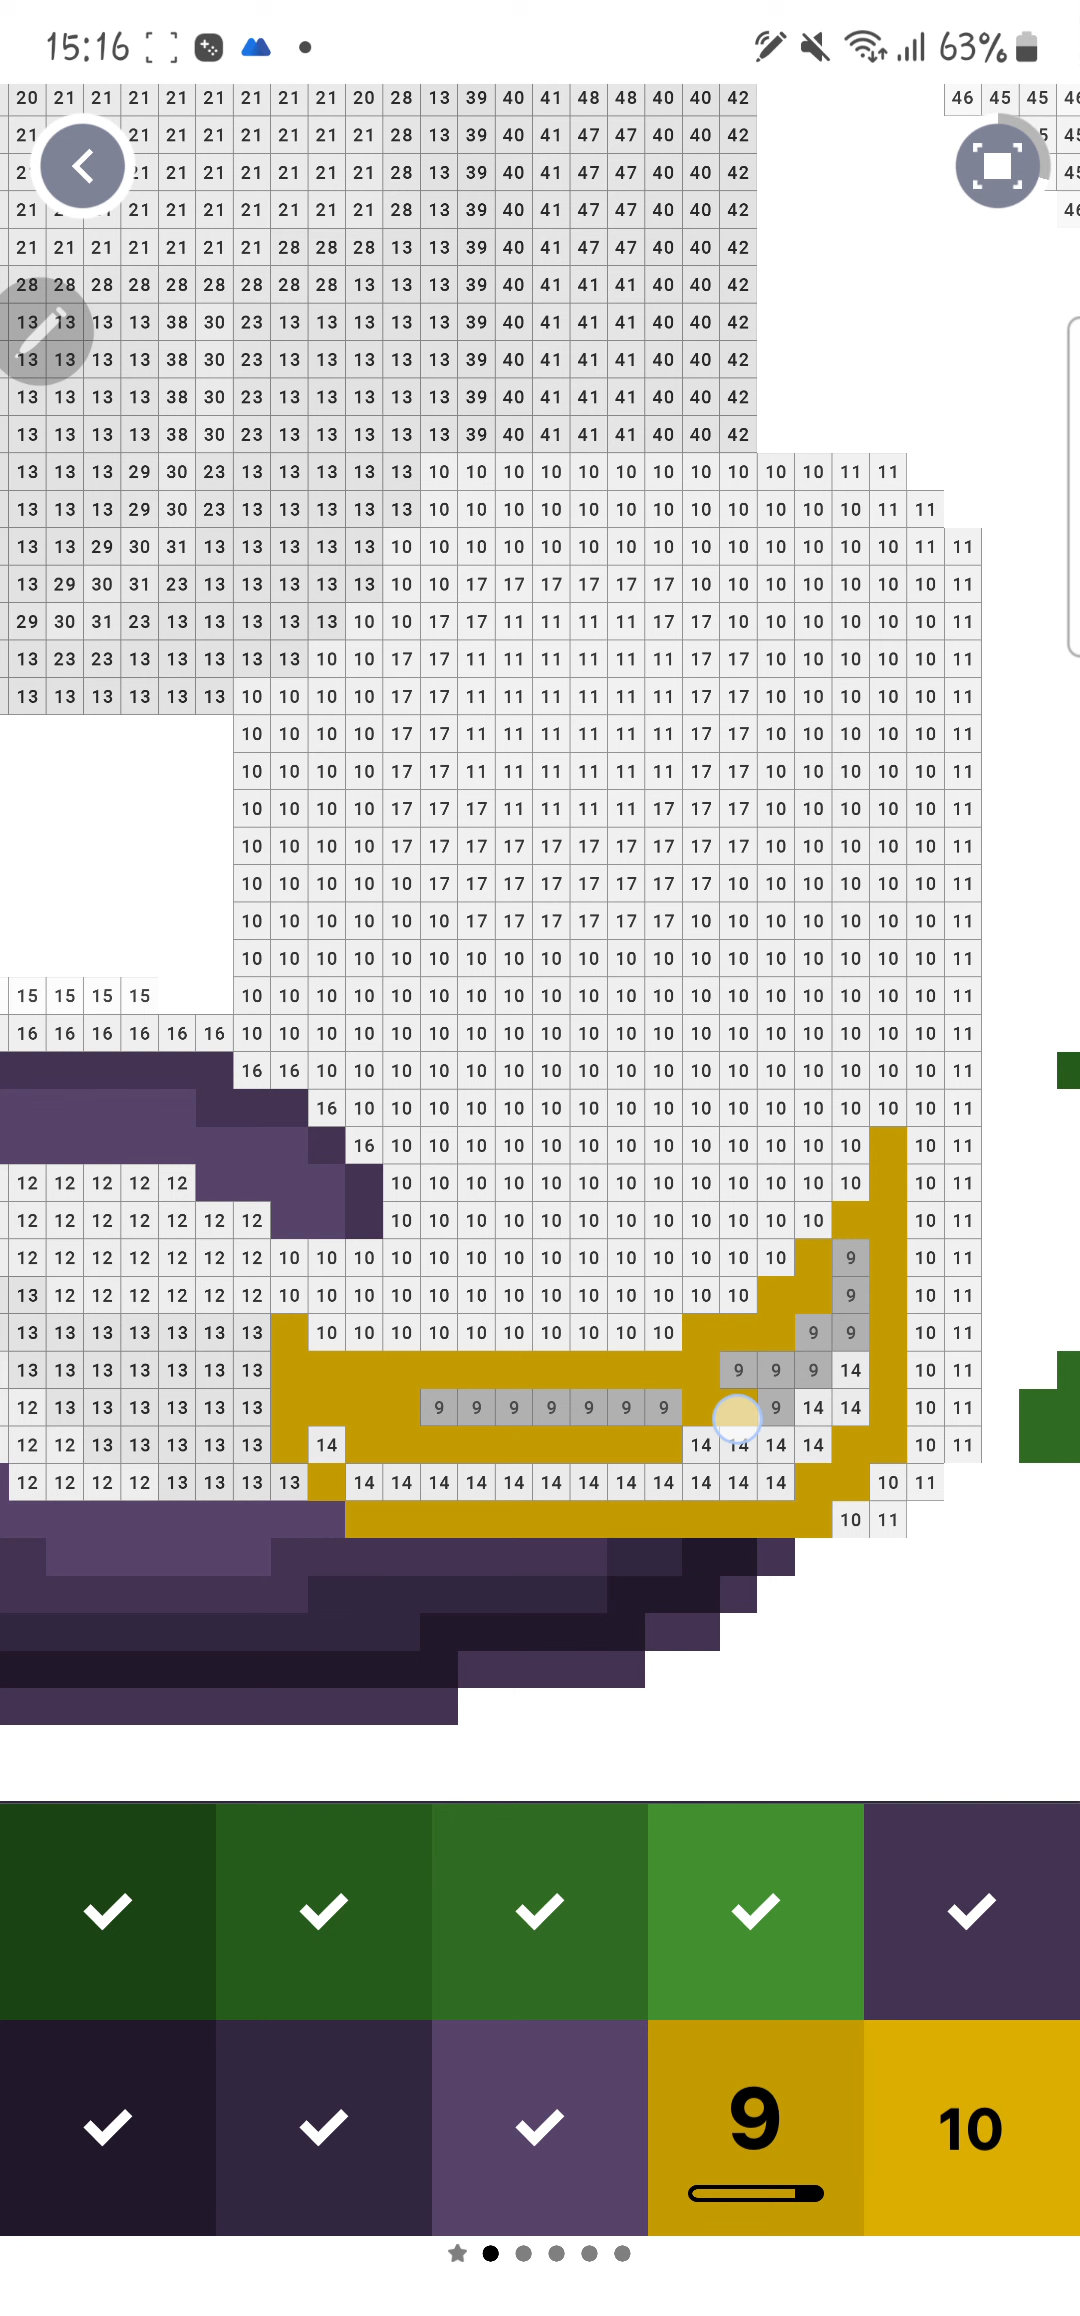 15:16 63%
20 21 21 21 21 21 21 21 21 20 28 13 39 40 41 48 48 40 40 42 46 45 45
21 21 21 21 21 21 21 28 13 39 40 41 47 47 40 40 42
21 21 21 21 21 21 21 28 13 39 40 41 47 47 40 40 42
21 21 21 21 21 21 21 28 13 39 40 41 47 47 40 40 42
21 21 21 21 21 21 21 28 28 28 13 13 39 40 41 47 47 40 40 42
28 28 28 28 28 28 28 28 28 13 13 13 39 40 41 41 41 40 40 42
13 13 13 13 38 30 23 13 13 13 13 13 39 40 41 41 41 40 40 42
13 13 13 13 38 30 23 13 13 13 13 13 39 40 41 41 41 40 40 42
13 13 13 13 38 30 23 13 13 13 13 13 39 40 41 41 41 40 40 42
13 13 13 13 38 30 23 13 13 13 13 13 39 40 41 41 41 40 40 42
13 13 13 29 30 23 13 13 13 13 13 10 10 10 10 10 10 10 10 10 10 10 11 11
13 13 13 29 30 23 13 13 13 13 13 10 10 10 10 10 10 10 10 10 10 10 10 11 11
13 13 29 30 31 13 13 13 13 13 10 10 10 10 10 10 10 10 10 10 10 10 10 10 11 11
13 29 30 31 23 13 13 13 13 13 10 10 17 17 17 17 17 17 10 10 10 10 10 10 10 11
29 30 31 23 13 13 13 13 13 10 10 17 17 11 11 11 11 17 17 10 10 10 10 10 10 11
13 23 23 13 13 13 13 13 10 10 17 17 11 11 11 11 11 11 17 17 10 10 10 10 10 11
13 13 13 13 13 13 10 10 10 10 17 17 11 11 11 11 11 11 17 17 10 10 10 10 10 11
10 10 10 10 17 17 11 11 11 11 11 11 17 17 10 10 10 10 10 11
10 10 10 10 17 17 11 11 11 11 11 11 17 17 10 10 10 10 10 11
10 10 10 10 17 17 17 11 11 11 11 17 17 17 10 10 10 10 10 11
10 10 10 10 17 17 17 17 17 17 17 17 17 17 10 10 10 10 10 11
10 10 10 10 10 17 17 17 17 17 17 17 17 10 10 10 10 10 10 11
10 10 10 10 10 10 17 17 17 17 17 17 10 10 10 10 10 10 10 11
10 10 10 10 10 10 10 10 10 10 10 10 10 10 10 10 10 10 10 11
15 15 15 15 10 10 10 10 10 10 10 10 10 10 10 10 10 10 10 10 10 10 10 11
16 16 16 16 16 16 10 10 10 10 10 10 10 10 10 10 10 10 10 10 10 10 10 10 10 11
16 16 10 10 10 10 10 10 10 10 10 10 10 10 10 10 10 10 10 11
16 10 10 10 10 10 10 10 10 10 10 10 10 10 10 10 10 11
16 10 10 10 10 10 10 10 10 10 10 10 10 10 10 11
12 12 12 12 12 10 10 10 10 10 10 10 10 10 10 10 10 10 10 11
12 12 12 12 12 12 12 10 10 10 10 10 10 10 10 10 10 10 10 10 11
12 12 12 12 12 12 12 10 10 10 10 10 10 10 10 10 10 10 10 10 10 9 10 11
13 12 12 12 12 12 12 10 10 10 10 10 10 10 10 10 10 10 10 10 9 10 11
13 13 13 13 13 13 13 10 10 10 10 10 10 10 10 10 10 9 9 10 11
13 13 13 13 13 13 13 9 9 9 14 10 11
12 13 13 13 13 13 13 9 9 9 9 9 9 9 9 14 14 10 11
12 12 13 13 13 13 13 14 14 14 14 14 10 11
12 12 12 12 13 13 13 13 14 14 14 14 14 14 14 14 14 14 14 14 10 11
10 11
9 10